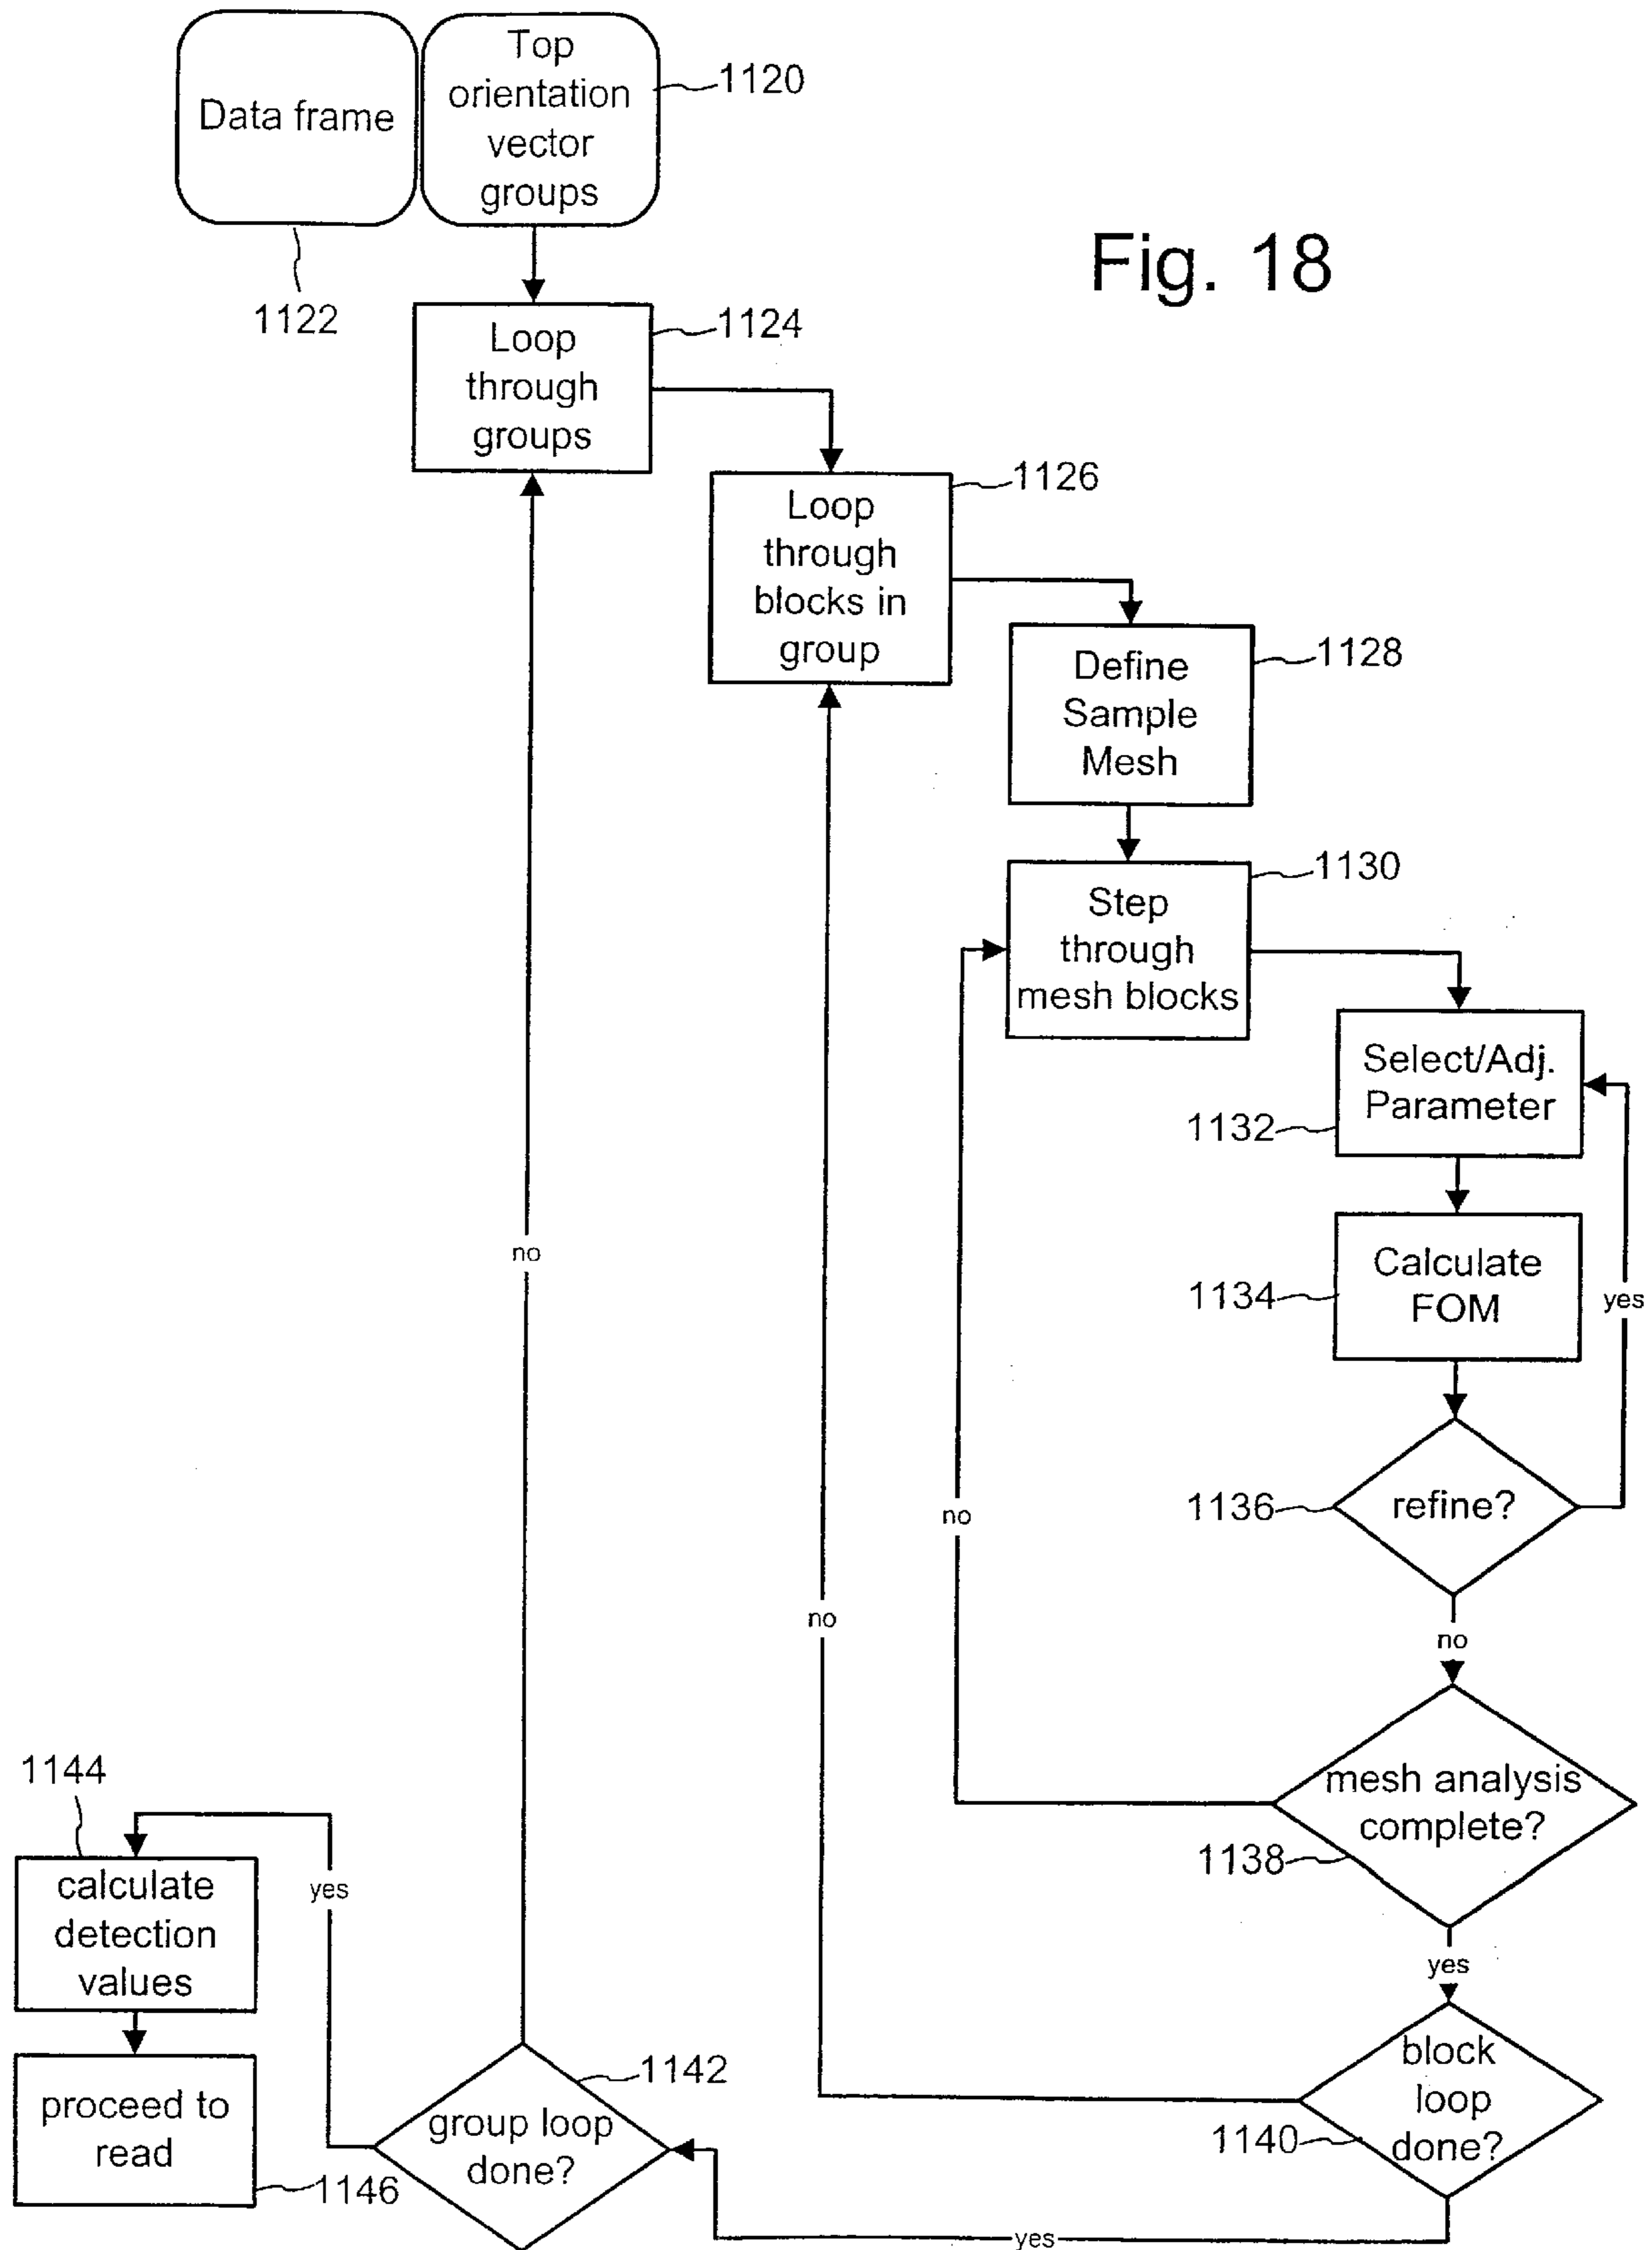 Top
orientation
vector
groups
1120
Data frame
1122
Fig. 18
Loop
through
groups
1124
Loop
through
blocks in
group
1126
Define
Sample
Mesh
1128
Step
through
mesh blocks
1130
Select/Adj.
Parameter
1132
Calculate
FOM
1134
yes
no
refine?
1136
no
no
no
mesh analysis
complete?
1138
yes
block
loop
done?
1140
1144
calculate
detection
values
yes
proceed to
read
1146
group loop
done?
1142
yes